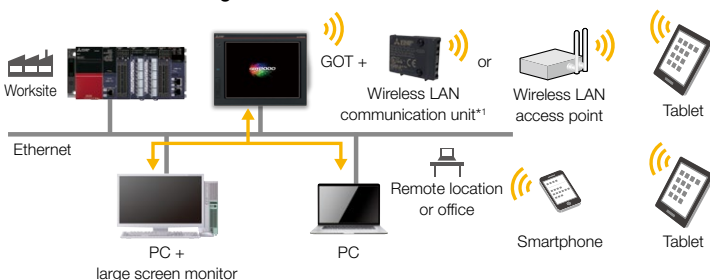 GOT +
or
Worksite
Wireless LAN
communication unit*1
Wireless LAN
access point
Tablet
Ethernet
Remote location
or office
PC +
large screen monitor
PC
Smartphone
Tablet